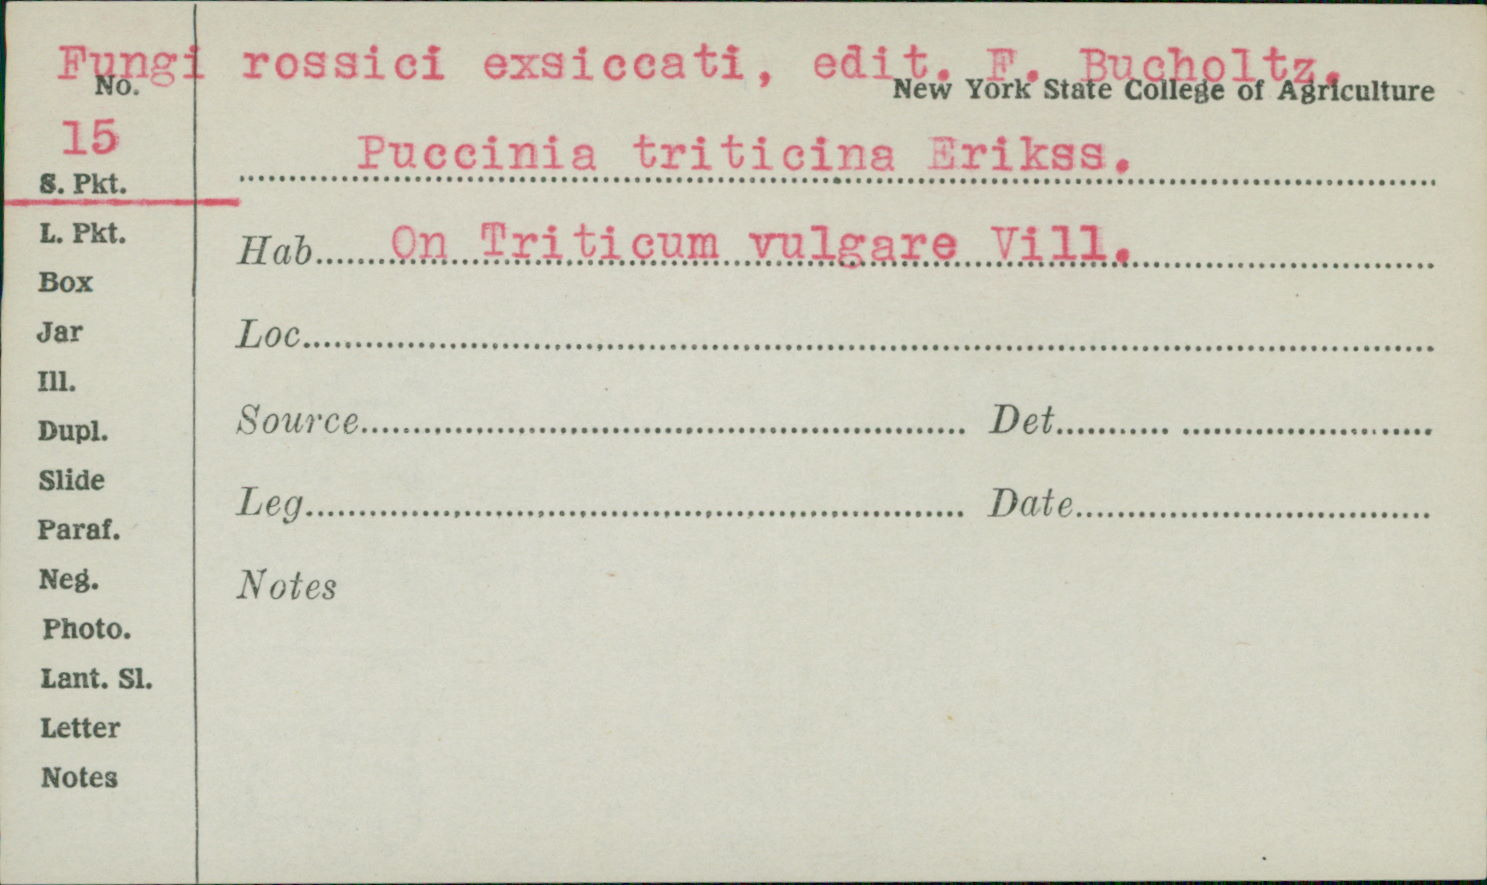 Fungi rossici exsiccati, edit. F. Bucholtz.
No.
New York State College of Agriculture
15
Puccinia triticina Erikss.
S. Pkt.
L. Pkt.
Hab. On Triticum vulgare Vill.
Box
Jar
Loc.
Ill.
Dupl.
Source Det.
Slide
Leg. Date
Paraf.
Neg.
Notes
Photo.
Lant. Sl.
Letter
Notes